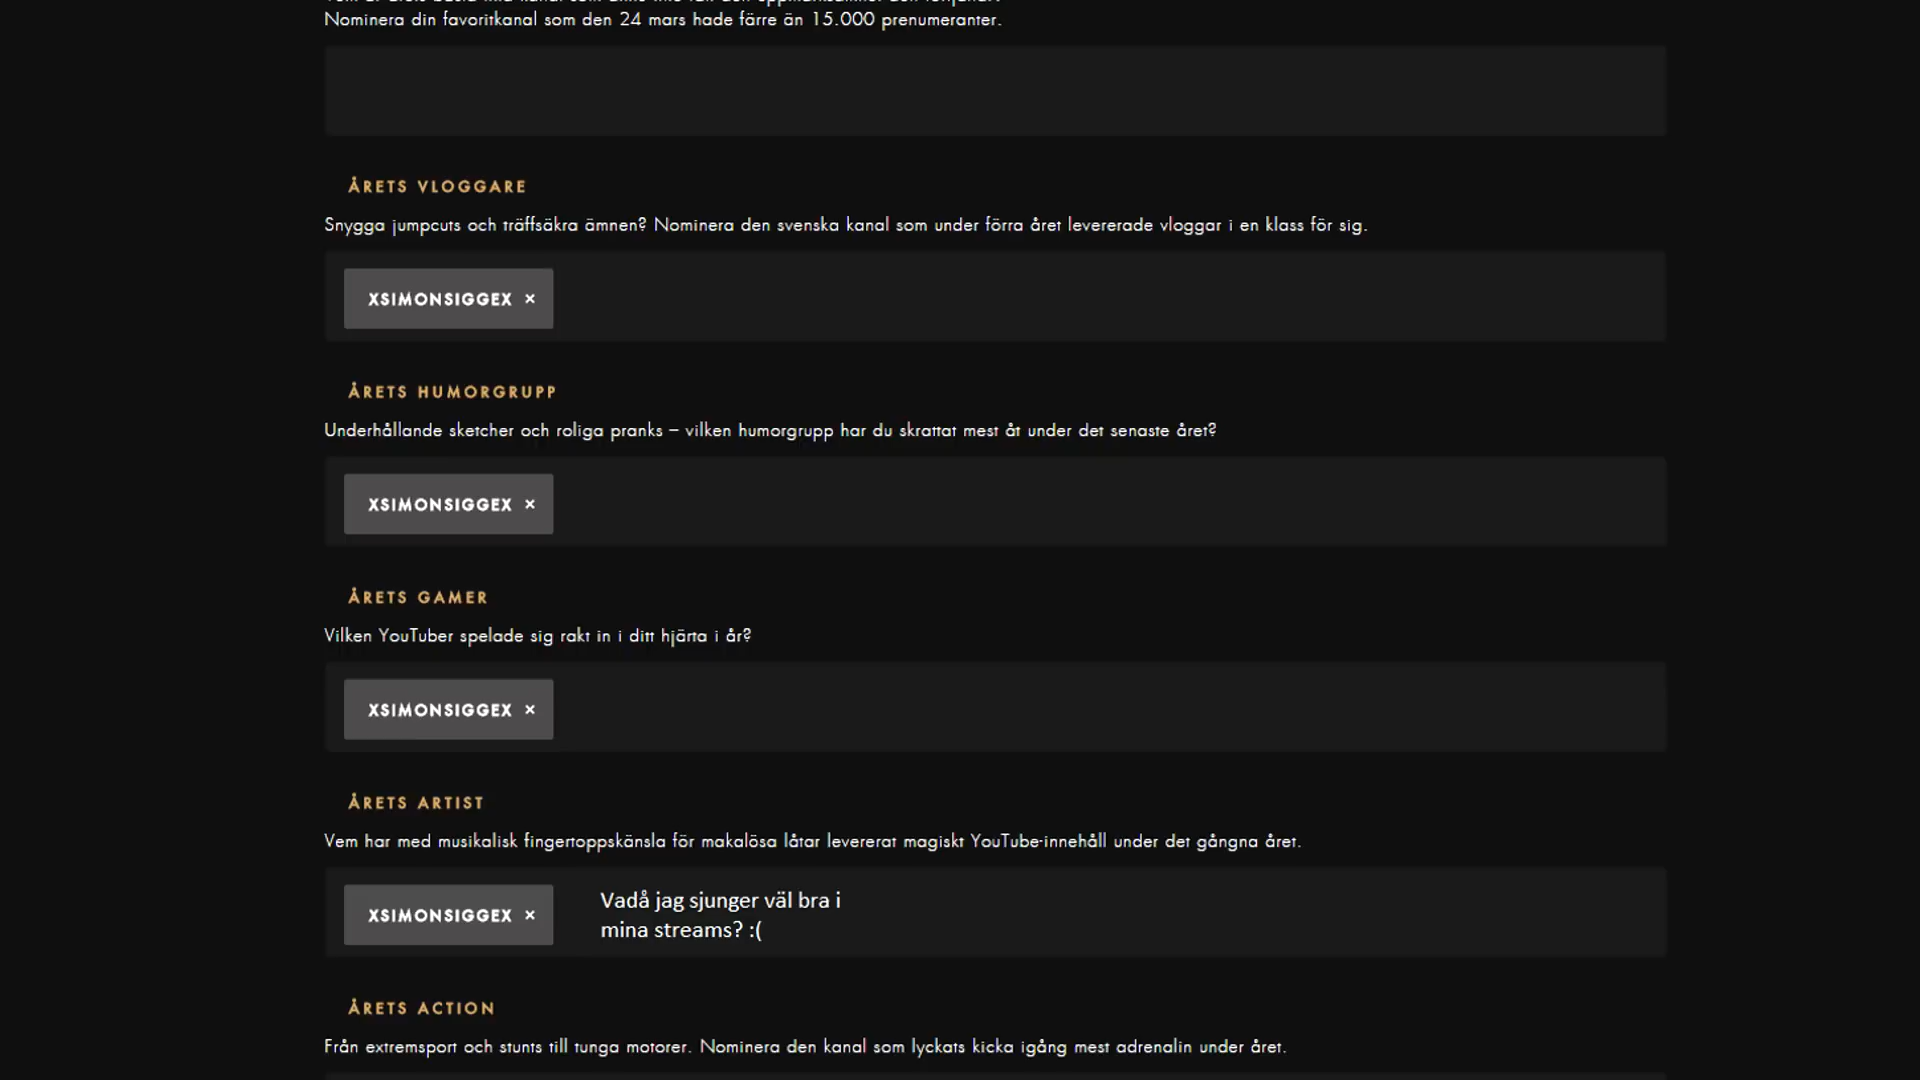 Nominera din favoritkanal som den 24 mars hade färre än 15.000 prenumeranter.
ÅRETS VLOGGARE
Snygga jumpcuts och träffsäkra ämnen? Nominera den svenska kanal som under förra året levererade vloggar i en klass för sig.
XSIMONSIGGEX ×
ÅRETS HUMORGRUPP
Underhållande sketcher och roliga pranks – vilken humorgrupp har du skrattat mest åt under det senaste året?
XSIMONSIGGEX ×
ÅRETS GAMER
Vilken YouTuber spelade sig rakt in i ditt hjärta i år?
XSIMONSIGGEX ×
ÅRETS ARTIST
Vem har med musikalisk fingertoppskänsla för makalösa låtar levererat magiskt YouTube-innehåll under det gångna året.
XSIMONSIGGEX ×
Vadå jag sjunger väl bra i
mina streams? :(
ÅRETS ACTION
Från extremsport och stunts till tunga motorer. Nominera den kanal som lyckats kicka igång mest adrenalin under året.